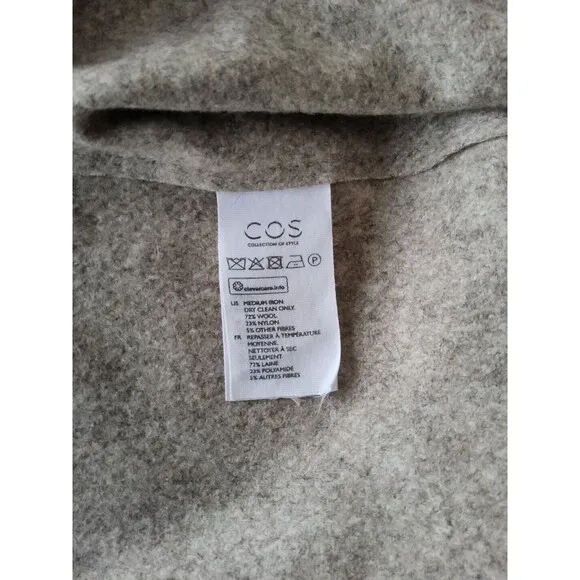 COS
COLLECTION OF STYLE
P
clevercare.info
US MEDIUM IRON
DRY CLEAN ONLY
72% WOOL
23% NYLON
5% OTHER FIBRES
FR REPASSER À TEMPÉRATURE
MOYENNE
NETTOYER À SEC
SEULEMENT
72% LAINE
23% POLYAMIDE
5% AUTRES FIBRES